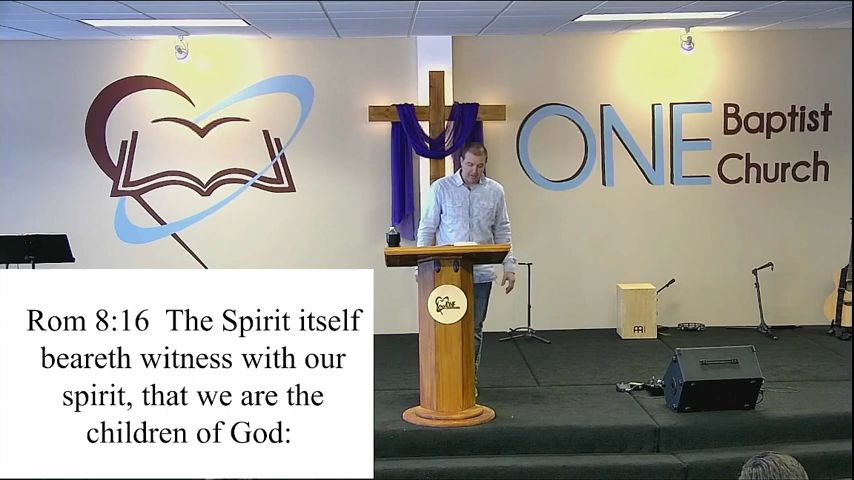 ONE Baptist
Church
ONE
Rom 8:16 The Spirit itself
beareth witness with our
spirit, that we are the
children of God: